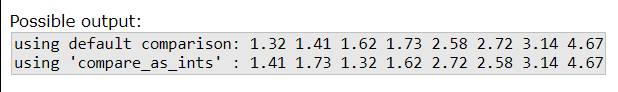 Possible output:
using default comparison: 1.32 1.41 1.62 1.73 2.58 2.72 3.14 4.67
using 'compare_as_ints' : 1.41 1.73 1.32 1.62 2.72 2.58 3.14 4.67